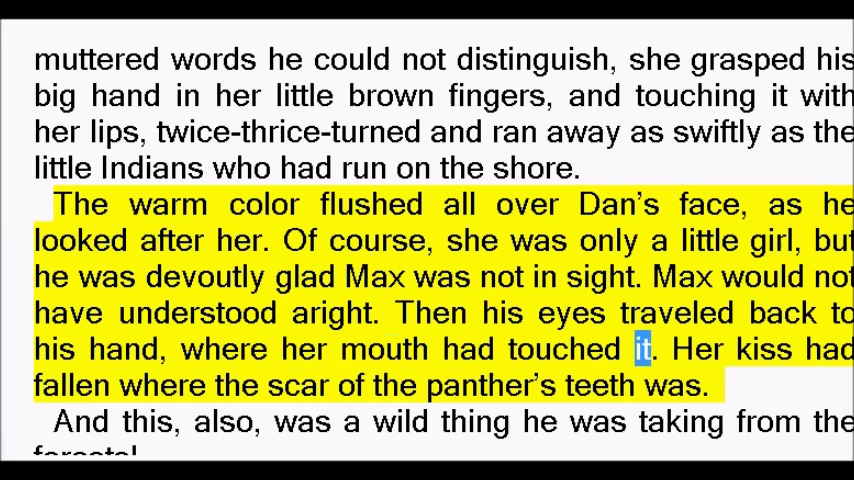 muttered words he could not distinguish, she grasped his
big hand in her little brown fingers, and touching it with
her lips, twice-thrice-turned and ran away as swiftly as the
little Indians who had run on the shore.
The warm color flushed all over Dan’s face, as he
looked after her. Of course, she was only a little girl, but
he was devoutly glad Max was not in sight. Max would not
have understood aright. Then his eyes traveled back to
his hand, where her mouth had touched it. Her kiss had
fallen where the scar of the panther’s teeth was.
And this, also, was a wild thing he was taking from the